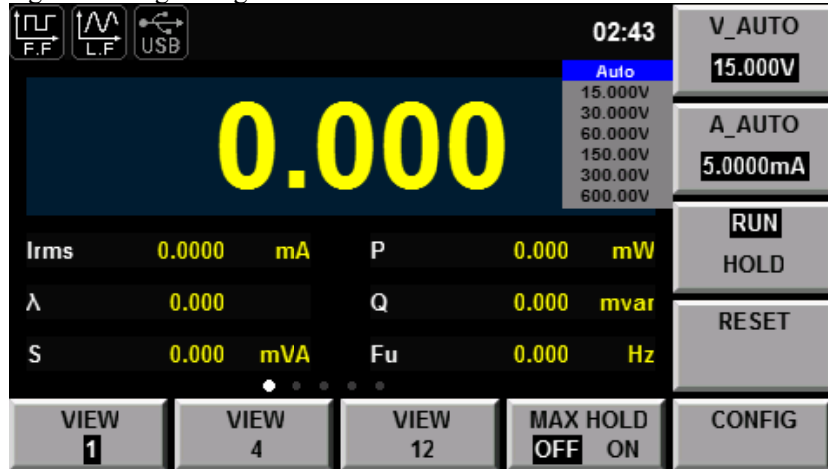 F.F L.F USB 02:43
V_AUTO
15.000V
Auto
15.000V
30.000V
60.000V
150.00V
300.00V
600.00V
0.000
A_AUTO
5.0000mA
Irms 0.0000 mA P 0.000 mW
λ 0.000 Q 0.000 mvar
S 0.000 mVA Fu 0.000 Hz
RUN
HOLD
RESET
VIEW
1
VIEW
4
VIEW
12
MAX HOLD
OFF ON
CONFIG